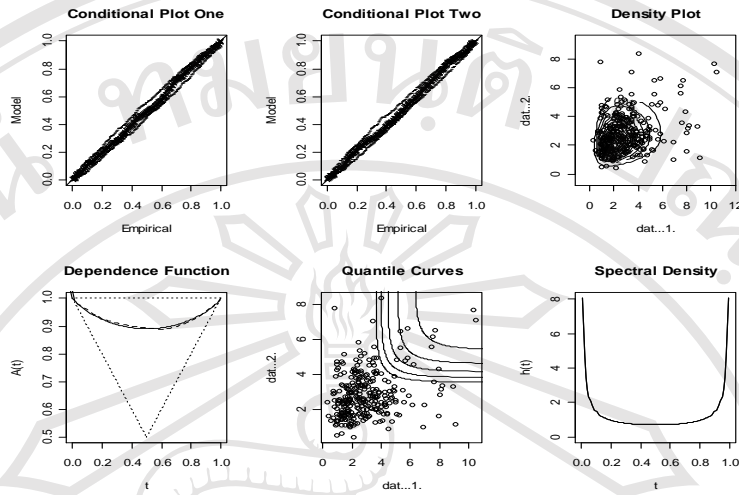 Conditional Plot One
Model
0.0 0.2 0.4 0.6 0.8 1.0
0.0 0.2 0.4 0.6 0.8 1.0
Empirical
Conditional Plot Two
Model
0.0 0.2 0.4 0.6 0.8 1.0
0.0 0.2 0.4 0.6 0.8 1.0
Empirical
Density Plot
dat...2.
0 2 4 6 8
0 2 4 6 8 10 12
dat...1.
Dependence Function
A(t)
0.5 0.6 0.7 0.8 0.9 1.0
0.0 0.2 0.4 0.6 0.8 1.0
t
Quantile Curves
dat...2.
2 4 6 8
0 2 4 6 8 10
dat...1.
Spectral Density
h(t)
0 2 4 6 8
0.0 0.2 0.4 0.6 0.8 1.0
t